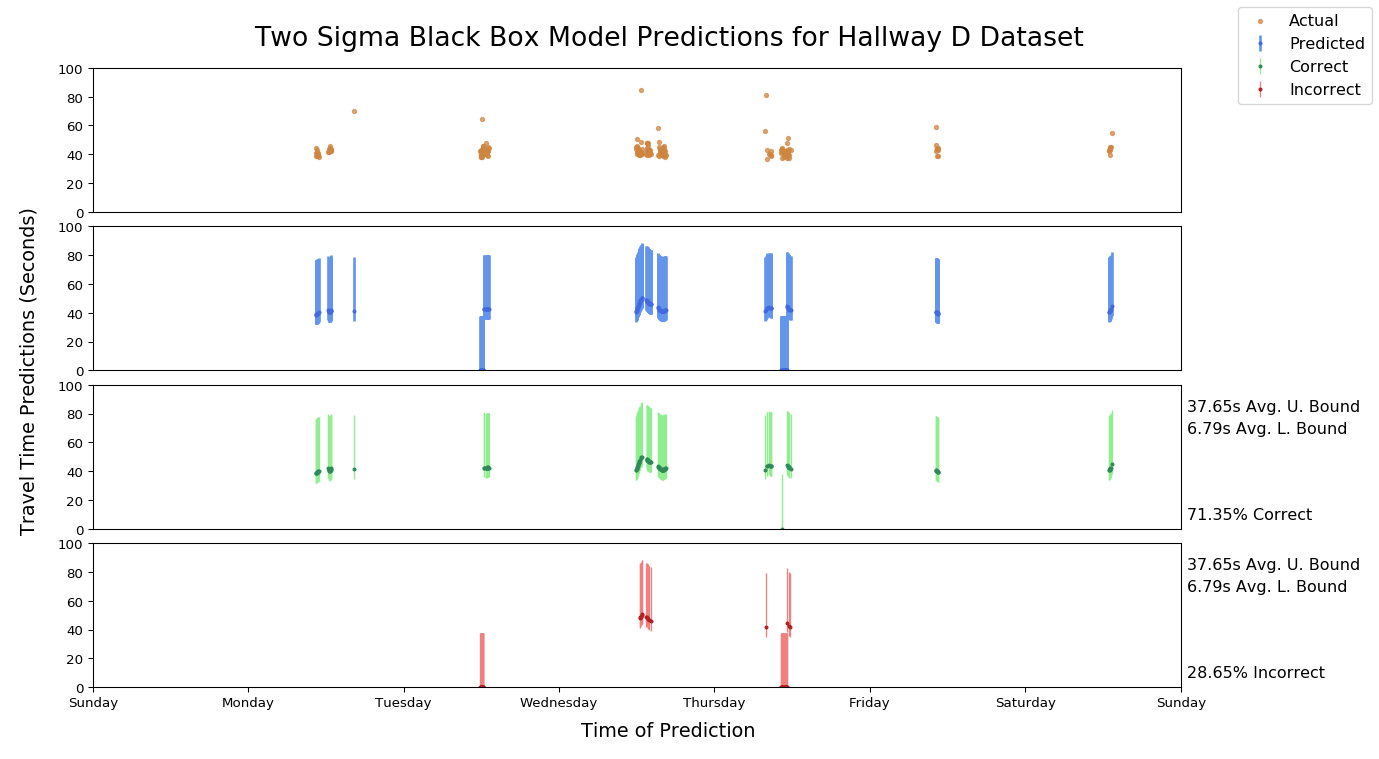 Two Sigma Black Box Model Predictions for Hallway D Dataset
Actual
Predicted
Correct
Incorrect
Travel Time Predictions (Seconds)
100
80
60
40
20
0
100
80
60
40
20
0
100
80
60
40
20
0
37.65s Avg. U. Bound
6.79s Avg. L. Bound
71.35% Correct
100
80
60
40
20
0
37.65s Avg. U. Bound
6.79s Avg. L. Bound
28.65% Incorrect
Sunday Monday Tuesday Wednesday Thursday Friday Saturday Sunday
Time of Prediction